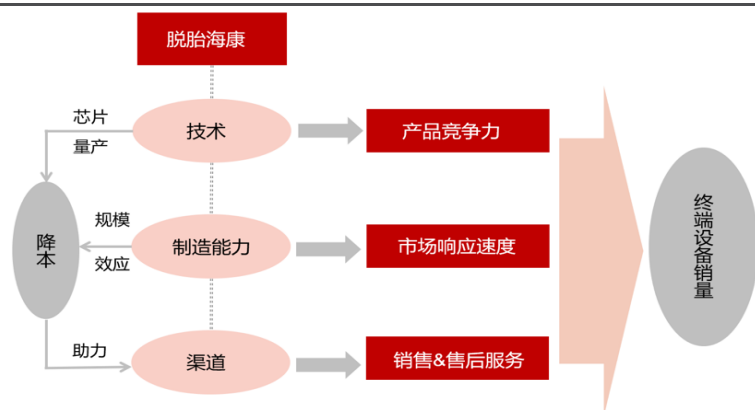 脱胎海康
芯片
量产
技术
产品竞争力
规模
效应
降本
制造能力
市场响应速度
终端设备销量
助力
渠道
销售&售后服务